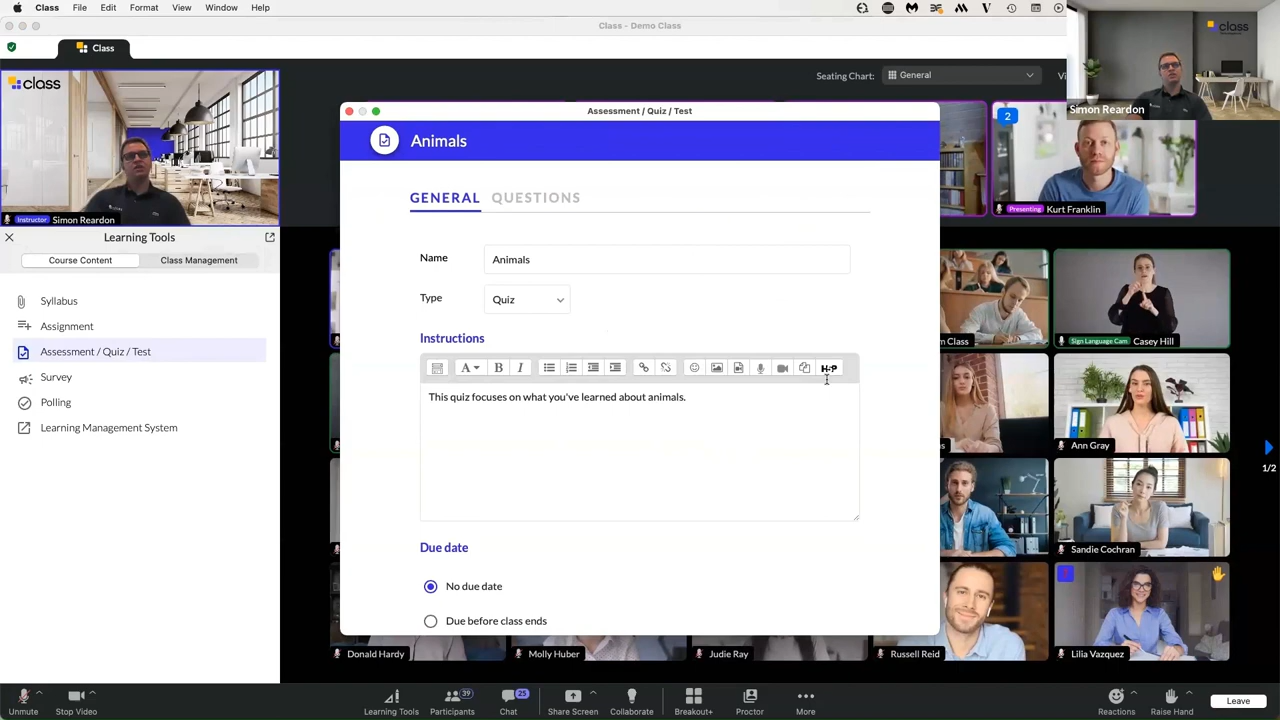 Class File Edit Format View Window Help
Class - Demo Class
Class
class
Instructor Simon Reardon
Learning Tools
Course Content Class Management
Syllabus
Assignment
Assessment / Quiz / Test
Survey
Polling
Learning Management System
Seating Chart: General
class
Simon Reardon
2
Presenting Kurt Franklin
Assessment / Quiz / Test
Animals
GENERAL QUESTIONS
Name Animals
Type Quiz
Instructions
A B I H-P
This quiz focuses on what you've learned about animals.
Due date
No due date
Due before class ends
Class
Sign Language Cam Casey Hill
Ann Gray
1/2
Sandie Cochran
Donald Hardy
Molly Huber
Judie Ray
Russell Reid
Lilia Vazquez
Unmute
Stop Video
Learning Tools
39
Participants
25
Chat
Share Screen
Collaborate
Breakout+
Proctor
More
Reactions
Raise Hand
Leave